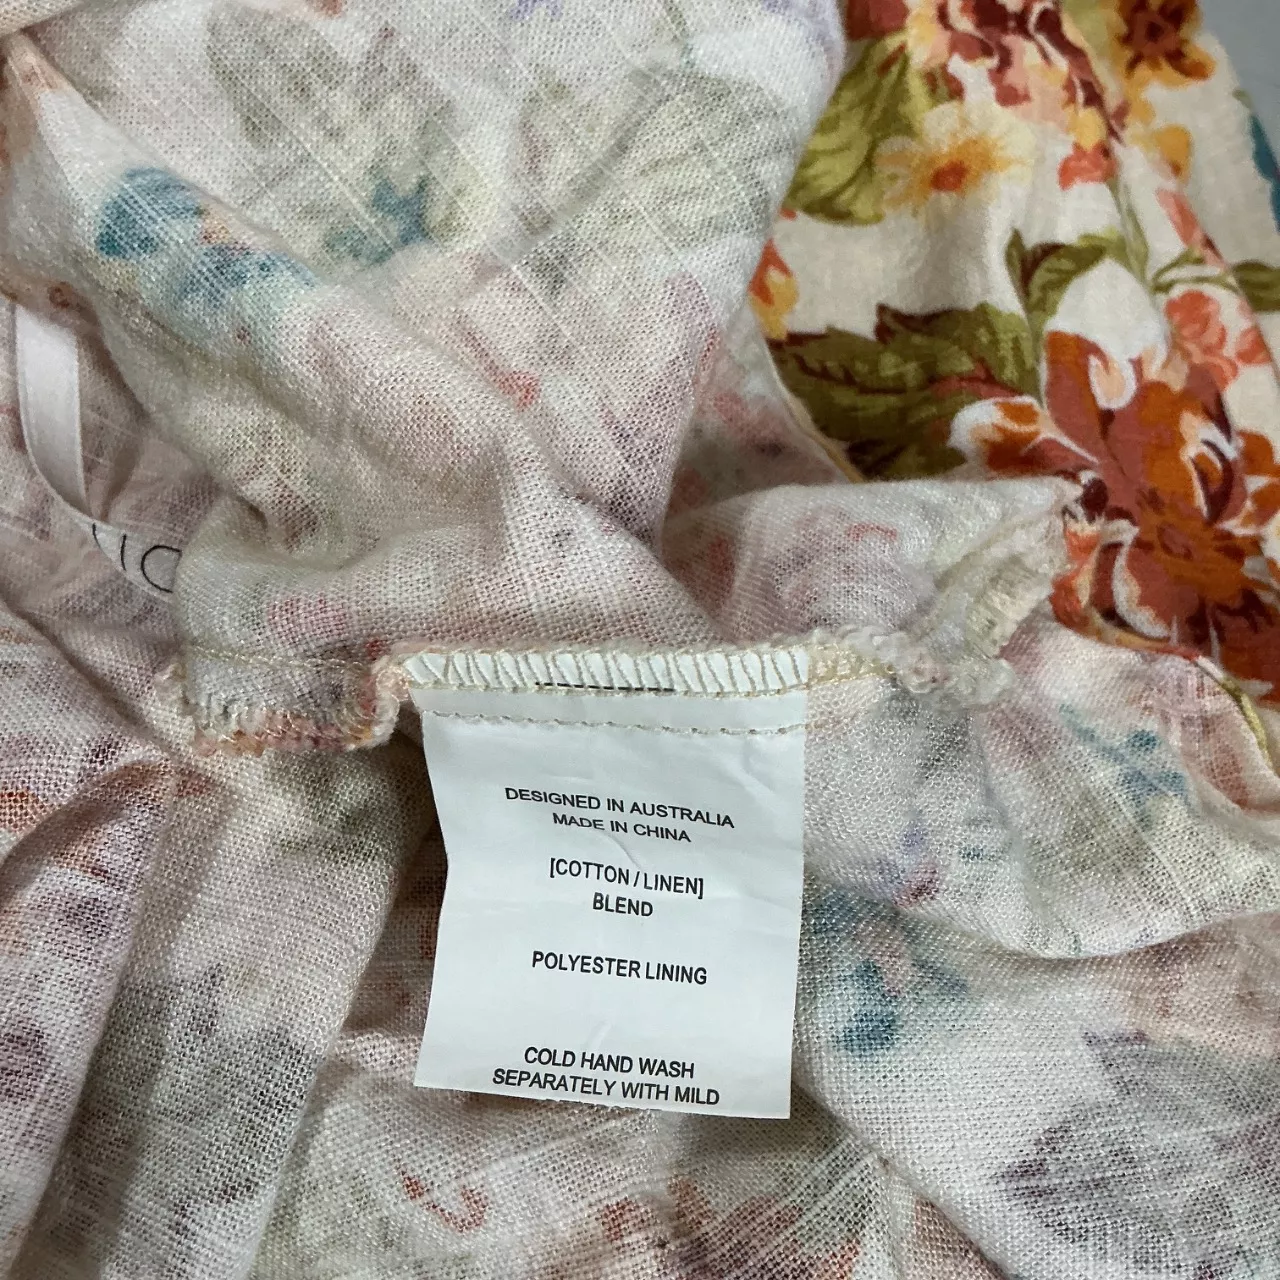 DESIGNED IN AUSTRALIA
MADE IN CHINA
[COTTON / LINEN]
BLEND
POLYESTER LINING
COLD HAND WASH
SEPARATELY WITH MILD